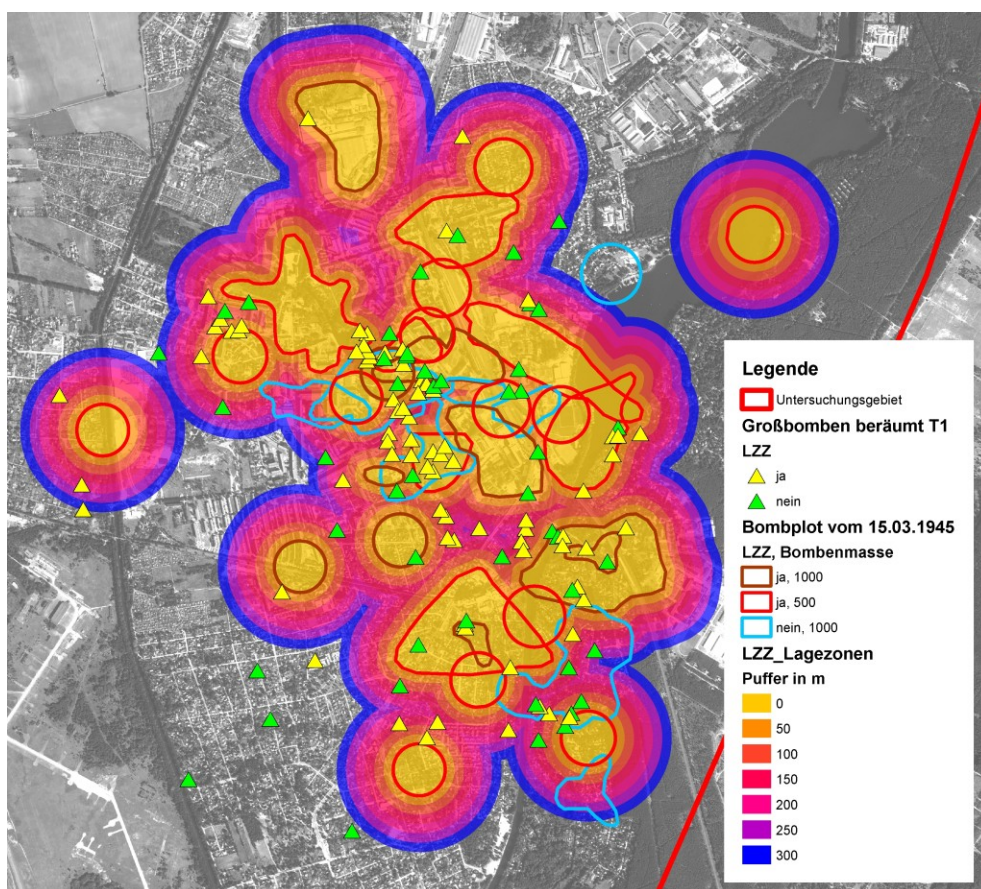 Legende
Untersuchungsgebiet
Großbomben beräumt T1
LZZ
ja
nein
Bombplot vom 15.03.1945
LZZ, Bombenmasse
ja, 1000
ja, 500
nein, 1000
LZZ_Lagezonen
Puffer in m
0
50
100
150
200
250
300